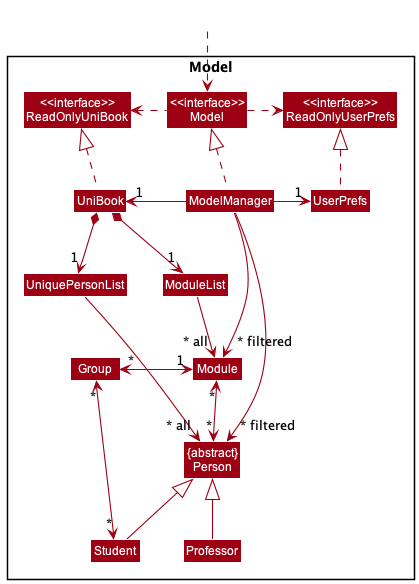 Model
<<interface>>
ReadOnlyUniBook
<<interface>>
Model
<<interface>>
ReadOnlyUserPrefs
UniBook
1
ModelManager
1
UserPrefs
1
1
UniquePersonList
ModuleList
* all
* filtered
Group
*
1
Module
*
*
* all
*
* filtered
{abstract}
Person
*
Student
Professor